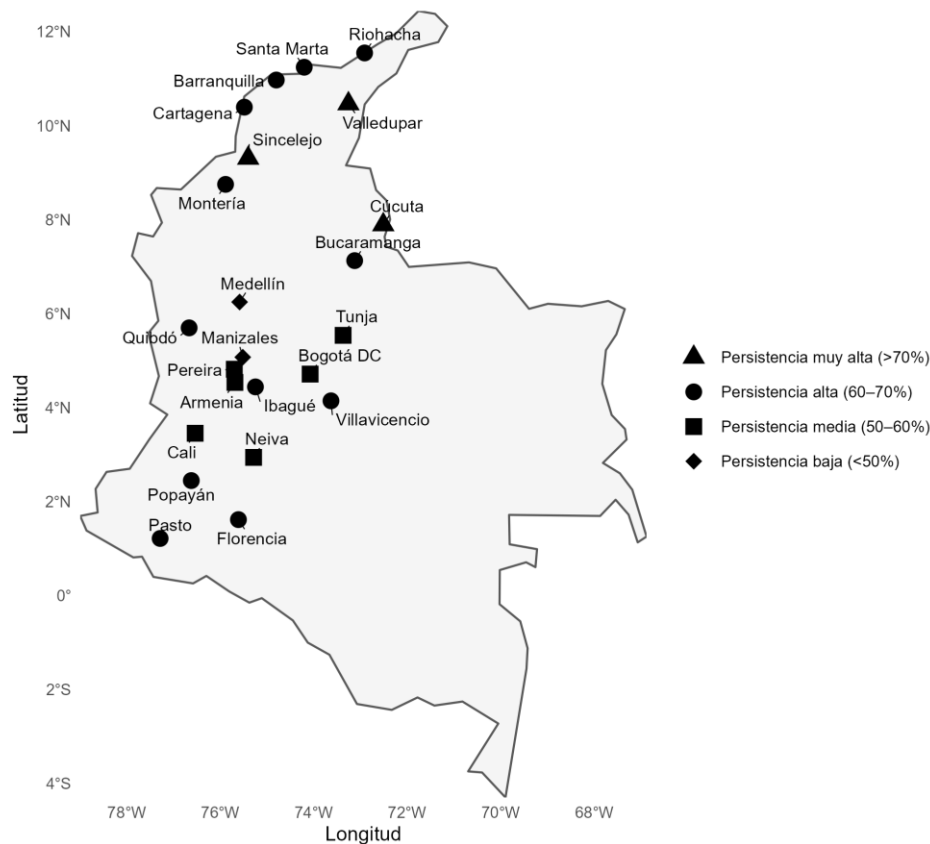 12°N
10°N
8°N
6°N
4°N
2°N
0°
2°S
4°S
Latitud
Riohacha
Santa Marta
Barranquilla
Cartagena
Valledupar
Sincelejo
Montería
Cúcuta
Bucaramanga
Medellín
Tunja
Quibdó
Manizales
Bogotá DC
Pereira
Armenia
Ibagué
Villavicencio
Cali
Neiva
Popayán
Pasto
Florencia
Persistencia muy alta (>70%)
Persistencia alta (60–70%)
Persistencia media (50–60%)
Persistencia baja (<50%)
78°W 76°W 74°W 72°W 70°W 68°W
Longitud